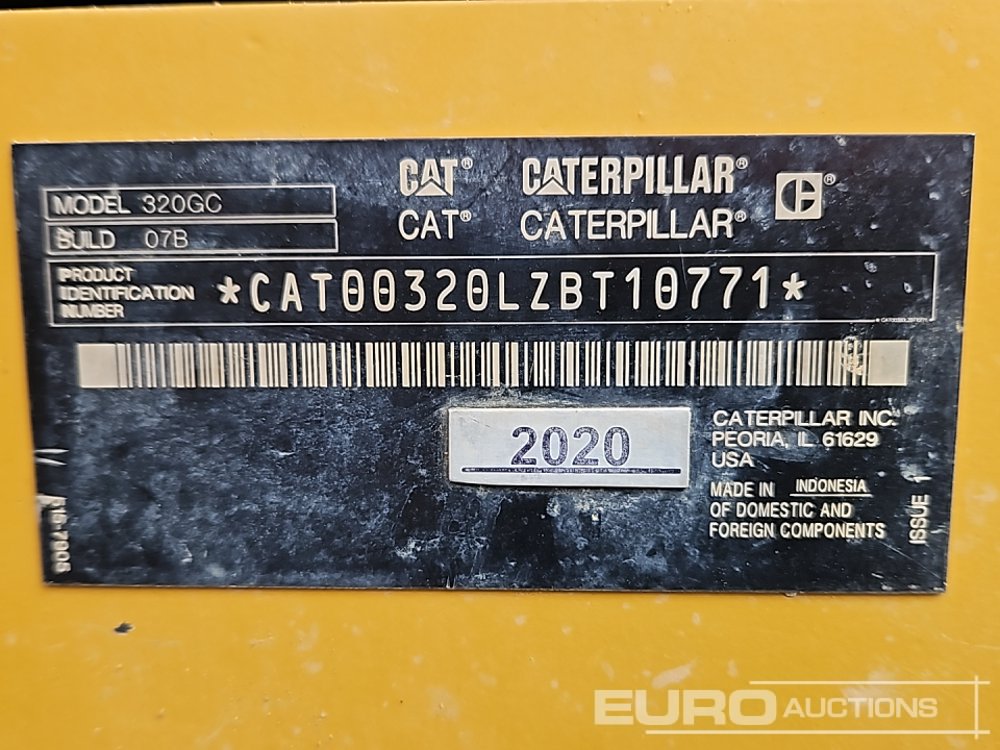 CAT® CATERPILLAR® C®
CAT® CATERPILLAR®
MODEL 320GC
BUILD 07B
PRODUCT
IDENTIFICATION
NUMBER
*CAT00320LZBT10771*
CAT00320LZBT10771
2020
CATERPILLAR INC.
PEORIA, IL 61629
USA
MADE IN INDONESIA
OF DOMESTIC AND
FOREIGN COMPONENTS
ISSUE 1
EURO AUCTIONS